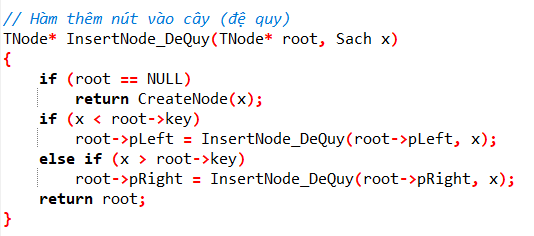 // Hàm thêm nút vào cây (đệ quy)
TNode* InsertNode_DeQuy(TNode* root, Sach x)
{
    if (root == NULL)
        return CreateNode(x);
    if (x < root->key)
        root->pLeft = InsertNode_DeQuy(root->pLeft, x);
    else if (x > root->key)
        root->pRight = InsertNode_DeQuy(root->pRight, x);
    return root;
}